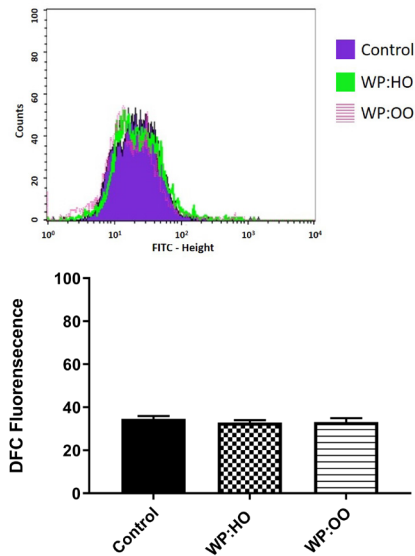 100
80
60
40
20
0
Counts
10⁰
10¹
10²
10³
10⁴
FITC - Height
Control
WP:HO
WP:OO
100
80
60
40
20
0
DFC Fluorensecence
Control
WP:HO
WP:OO